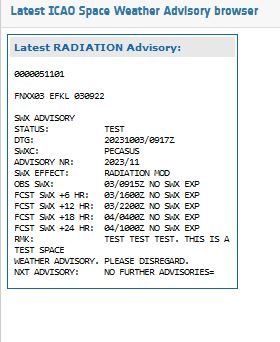 Latest ICAO Space Weather Advisory browser
Latest RADIATION Advisory:
0000051101
FNXX03 EFKL 030922
SWX ADVISORY
STATUS: TEST
DTG: 20231003/0917Z
SWXC: PECASUS
ADVISORY NR: 2023/11
SWX EFFECT: RADIATION MOD
OBS SWX: 03/0915Z NO SWX EXP
FCST SWX +6 HR: 03/1600Z NO SWX EXP
FCST SWX +12 HR: 03/2200Z NO SWX EXP
FCST SWX +18 HR: 04/0400Z NO SWX EXP
FCST SWX +24 HR: 04/1000Z NO SWX EXP
RMK: TEST TEST TEST. THIS IS A
TEST SPACE
WEATHER ADVISORY. PLEASE DISREGARD.
NXT ADVISORY: NO FURTHER ADVISORIES=